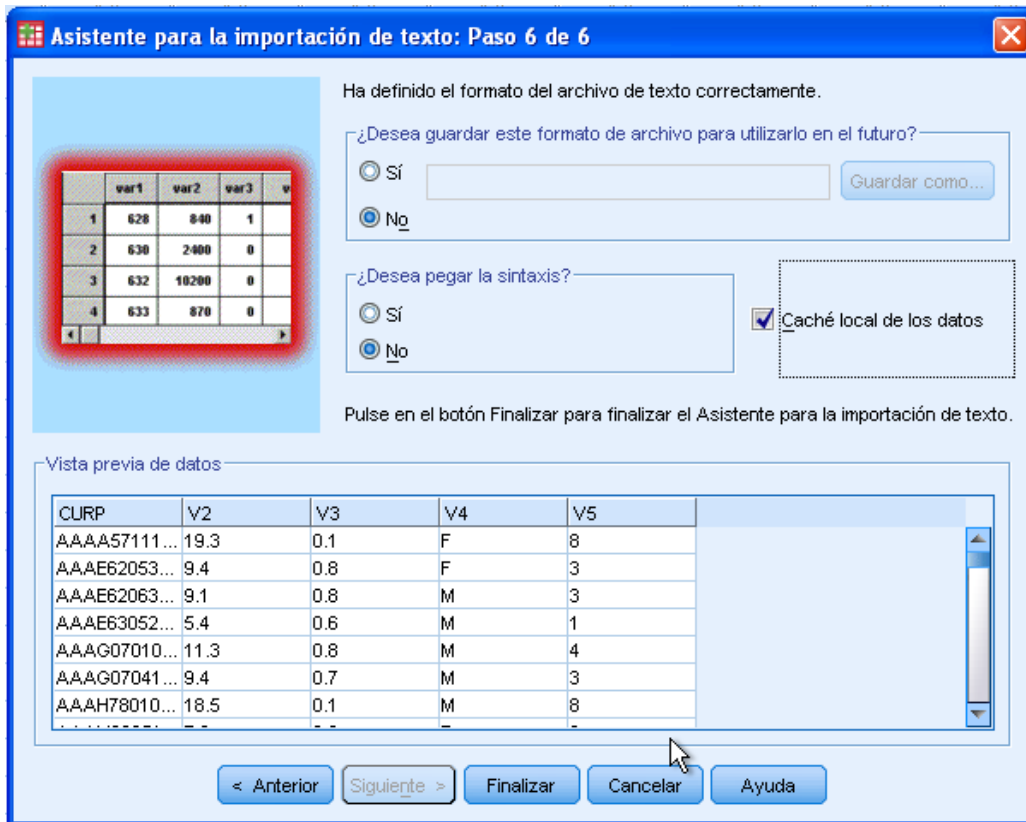 Asistente para la importación de texto: Paso 6 de 6
Ha definido el formato del archivo de texto correctamente.
¿Desea guardar este formato de archivo para utilizarlo en el futuro?
Sí
Guardar como...
No
var1 var2 var3
1 628 840 1
2 630 2400 0
3 632 10200 0
4 633 870 0
¿Desea pegar la sintaxis?
Sí
No
Caché local de los datos
Pulse en el botón Finalizar para finalizar el Asistente para la importación de texto.
Vista previa de datos
CURP V2 V3 V4 V5
AAAA57111... 19.3 0.1 F 8
AAAE62053... 9.4 0.8 F 3
AAAE62063... 9.1 0.8 M 3
AAAE63052... 5.4 0.6 M 1
AAAG07010... 11.3 0.8 M 4
AAAG07041... 9.4 0.7 M 3
AAAH78010... 18.5 0.1 M 8
< Anterior Siguiente > Finalizar Cancelar Ayuda